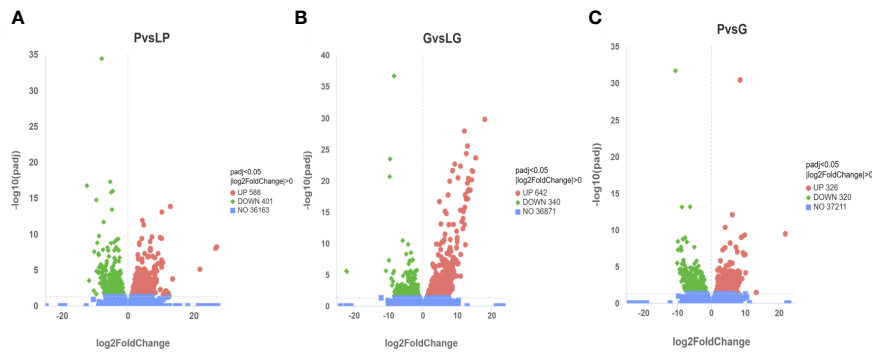 A
PvsLP
35
30
25
20
15
10
5
0
-20
0
20
-log10(padj)
log2FoldChange
padj<0.05
|log2FoldChange|>0
UP 588
DOWN 401
NO 36163
B
GvsLG
40
35
30
25
20
15
10
5
0
-20
-10
0
10
20
-log10(padj)
log2FoldChange
padj<0.05
|log2FoldChange|>0
UP 642
DOWN 340
NO 36871
C
PvsG
35
30
25
20
15
10
5
0
-20
-10
0
10
20
-log10(padj)
log2FoldChange
padj<0.05
|log2FoldChange|>0
UP 326
DOWN 320
NO 37211